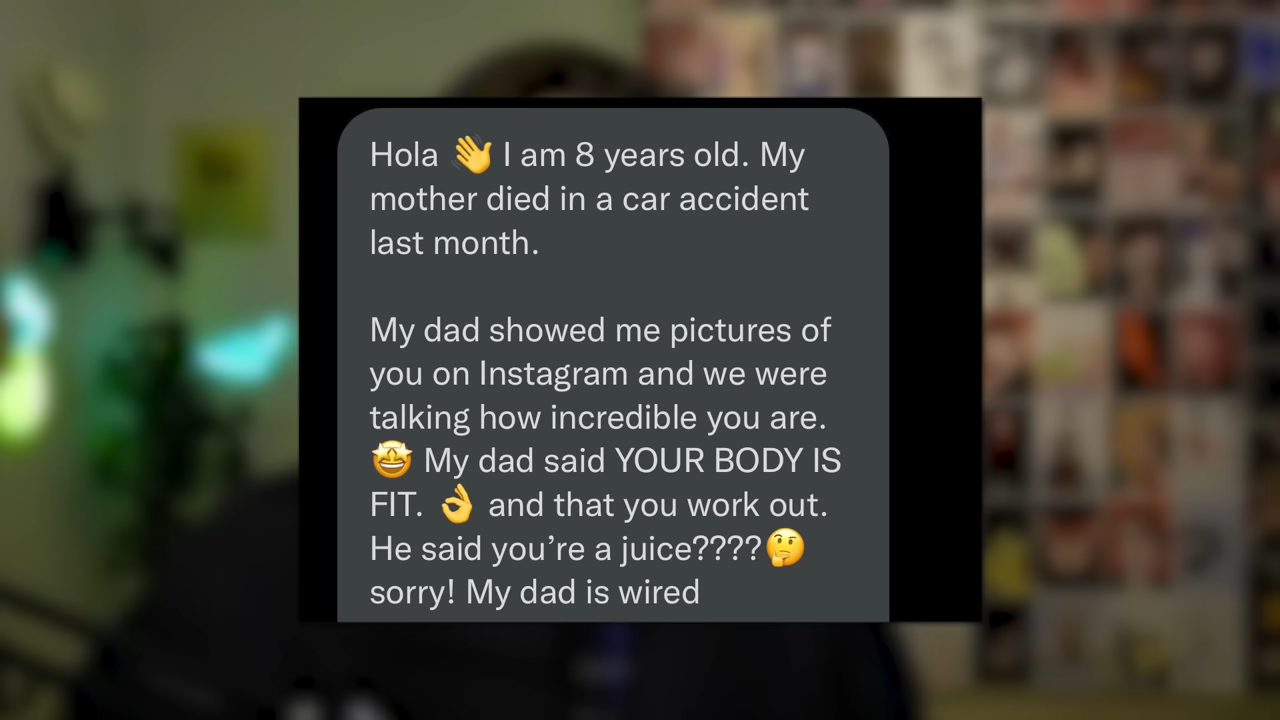 Hola 👋 I am 8 years old. My
mother died in a car accident
last month.
My dad showed me pictures of
you on Instagram and we were
talking how incredible you are.
🤩 My dad said YOUR BODY IS
FIT. 👌 and that you work out.
He said you’re a juice????🤔
sorry! My dad is wired